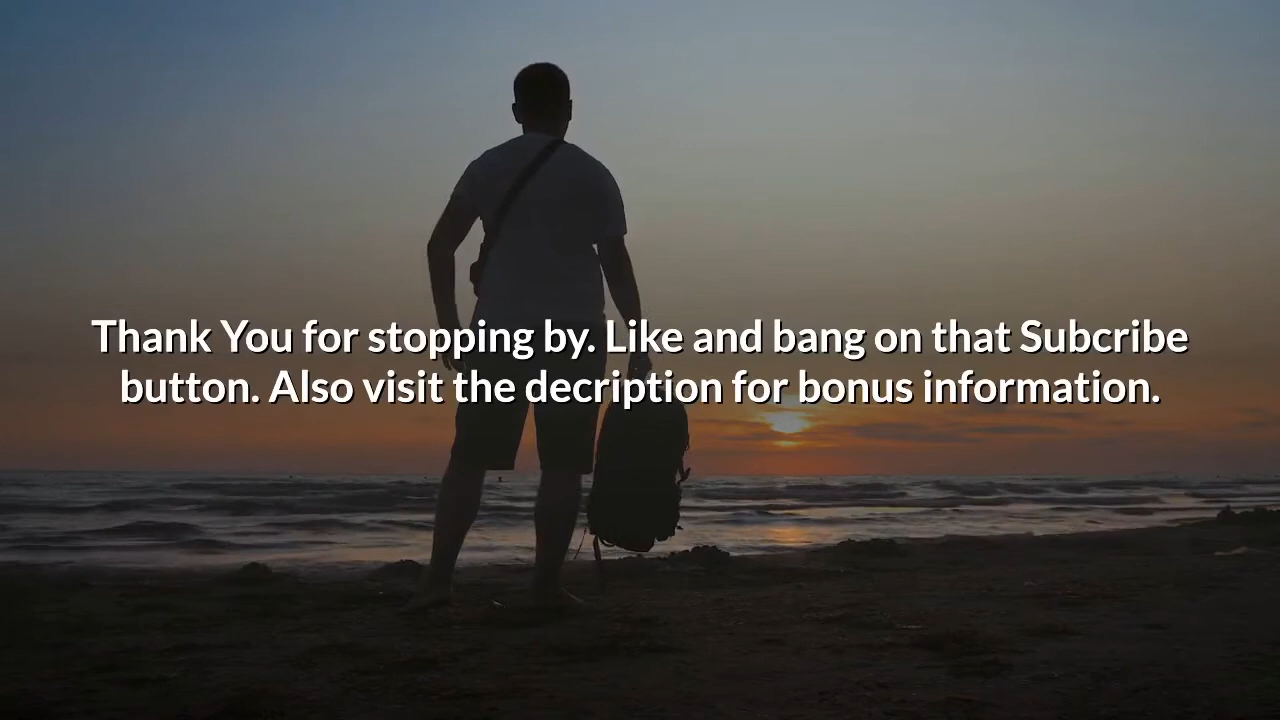 Thank You for stopping by. Like and bang on that Subcribe
button. Also visit the decription for bonus information.